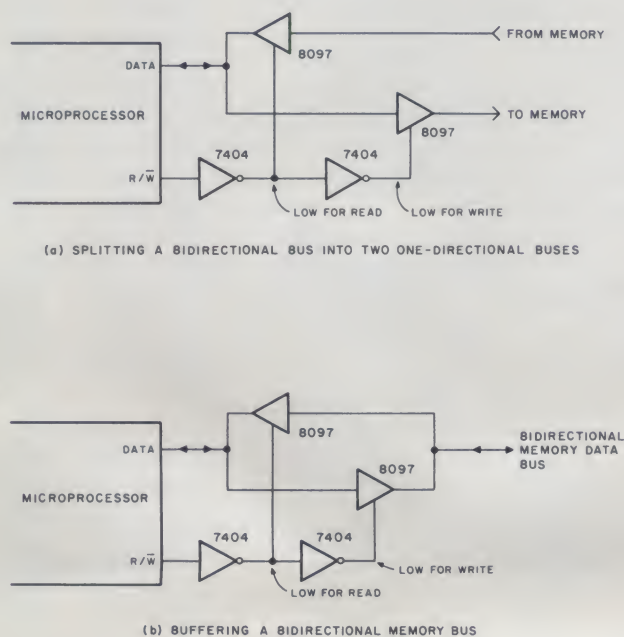 FROM MEMORY
8097
DATA
MICROPROCESSOR
TO MEMORY
8097
7404
7404
R/W̅
LOW FOR READ
LOW FOR WRITE
(a) SPLITTING A BIDIRECTIONAL BUS INTO TWO ONE-DIRECTIONAL BUSES
8097
DATA
BIDIRECTIONAL
MEMORY DATA
BUS
8097
MICROPROCESSOR
7404
7404
R/W̅
LOW FOR WRITE
LOW FOR READ
(b) BUFFERING A BIDIRECTIONAL MEMORY BUS